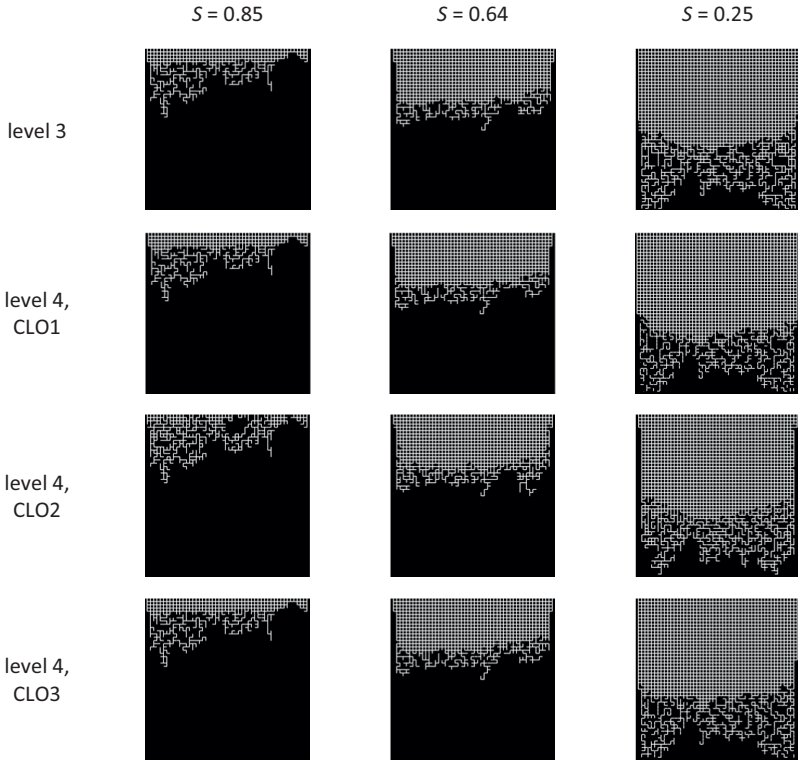 S = 0.85
S = 0.64
S = 0.25
level 3
level 4,
CLO1
level 4,
CLO2
level 4,
CLO3